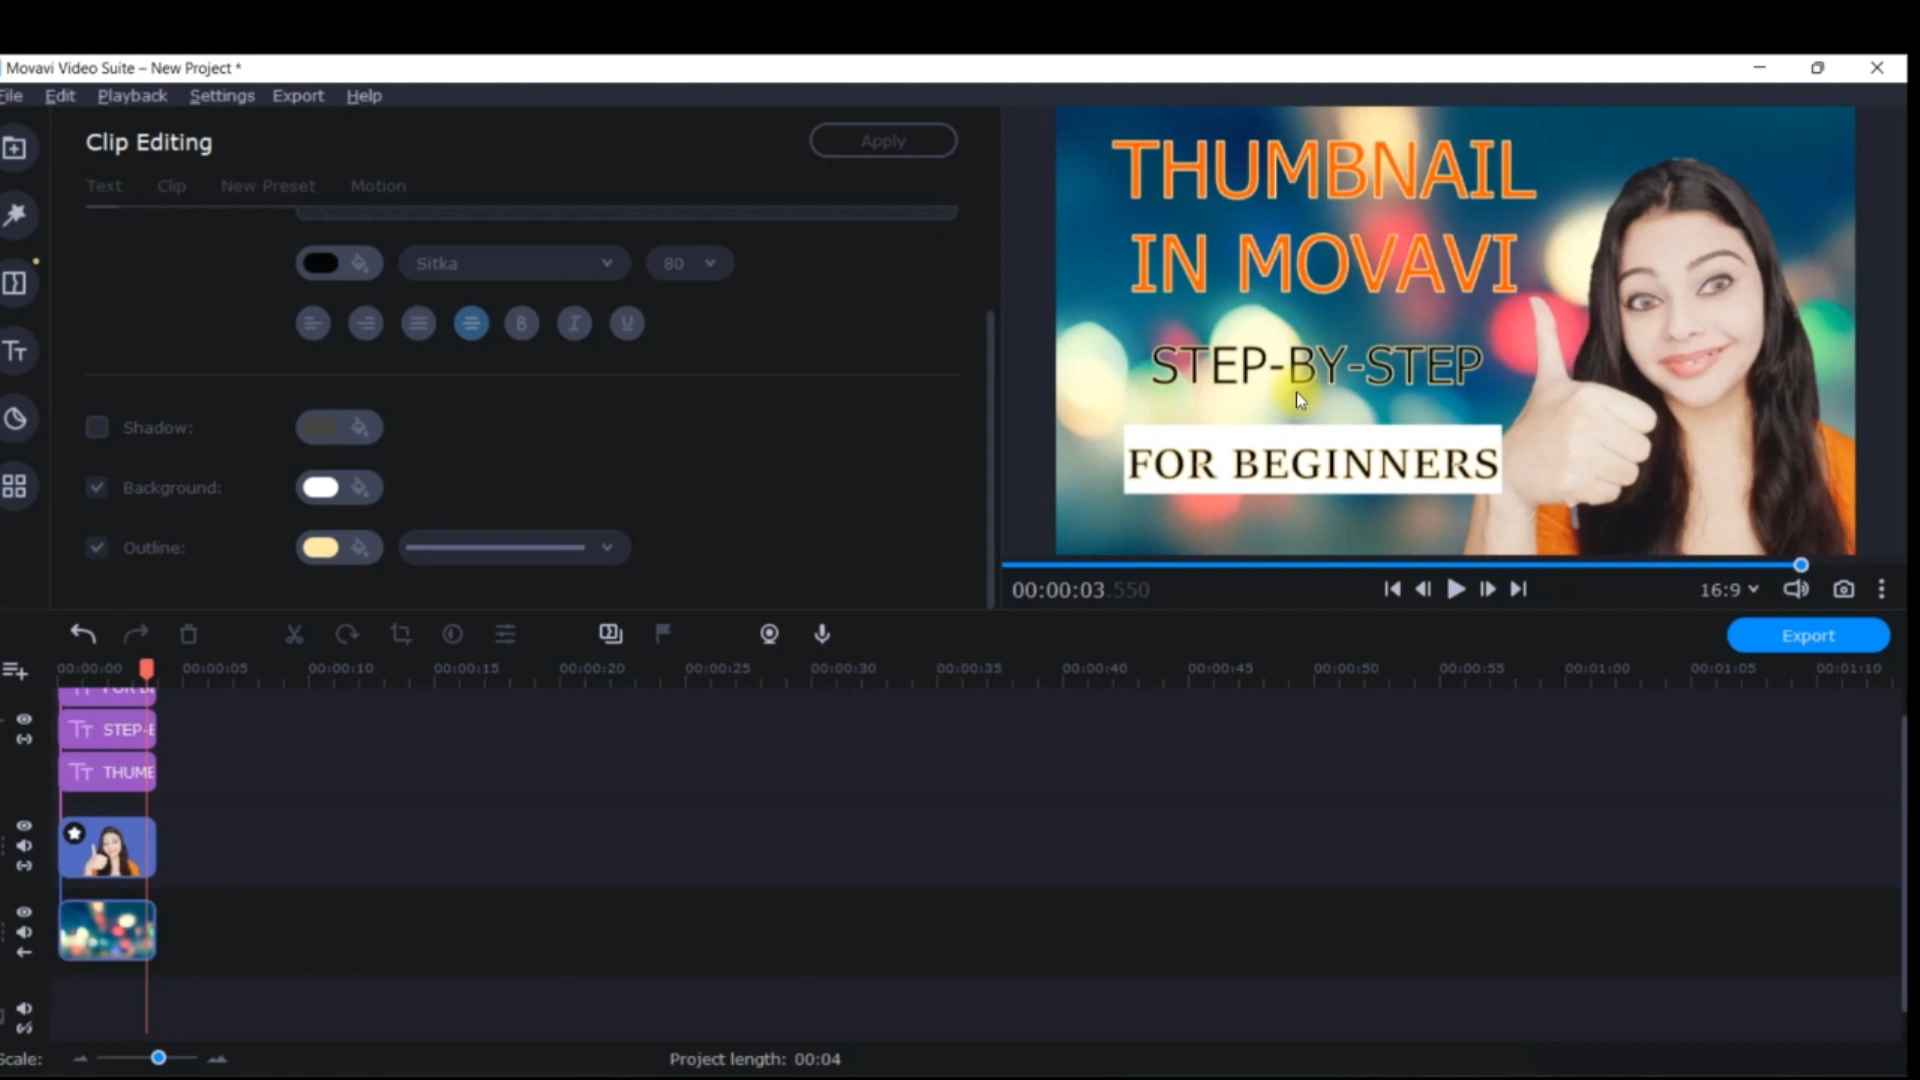 Movavi Video Suite – New Project *
File Edit Playback Settings Export Help
Clip Editing
Apply
Text Clip New Preset Motion
Sitka 80
B I U
Shadow:
Background:
Outline:
THUMBNAIL
IN MOVAVI
STEP-BY-STEP
FOR BEGINNERS
00:00:03.550
16:9
Export
00:00:00 00:00:05 00:00:10 00:00:15 00:00:20 00:00:25 00:00:30 00:00:35 00:00:40 00:00:45 00:00:50 00:00:55 00:01:00 00:01:05 00:01:10
Tт STEP-B
Tт THUMB
Scale:
Project length: 00:04